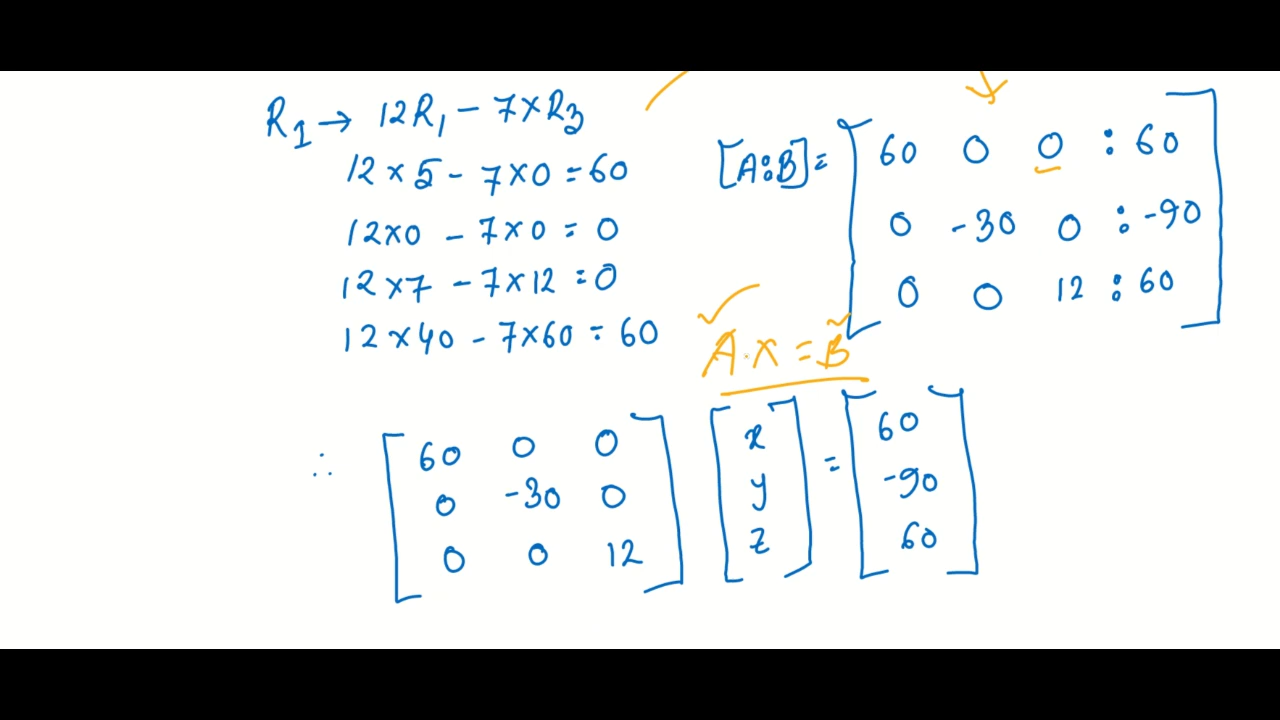 R1 → 12R1 - 7×R3
12×5 - 7×0 = 60
12×0 - 7×0 = 0
12×7 - 7×12 = 0
12×40 - 7×60 = 60
[A:B] =
60 0 0 : 60
0 -30 0 : -90
0 0 12 : 60
A·X = B
∴
60 0 0
0 -30 0
0 0 12
x
y
z
=
60
-90
60